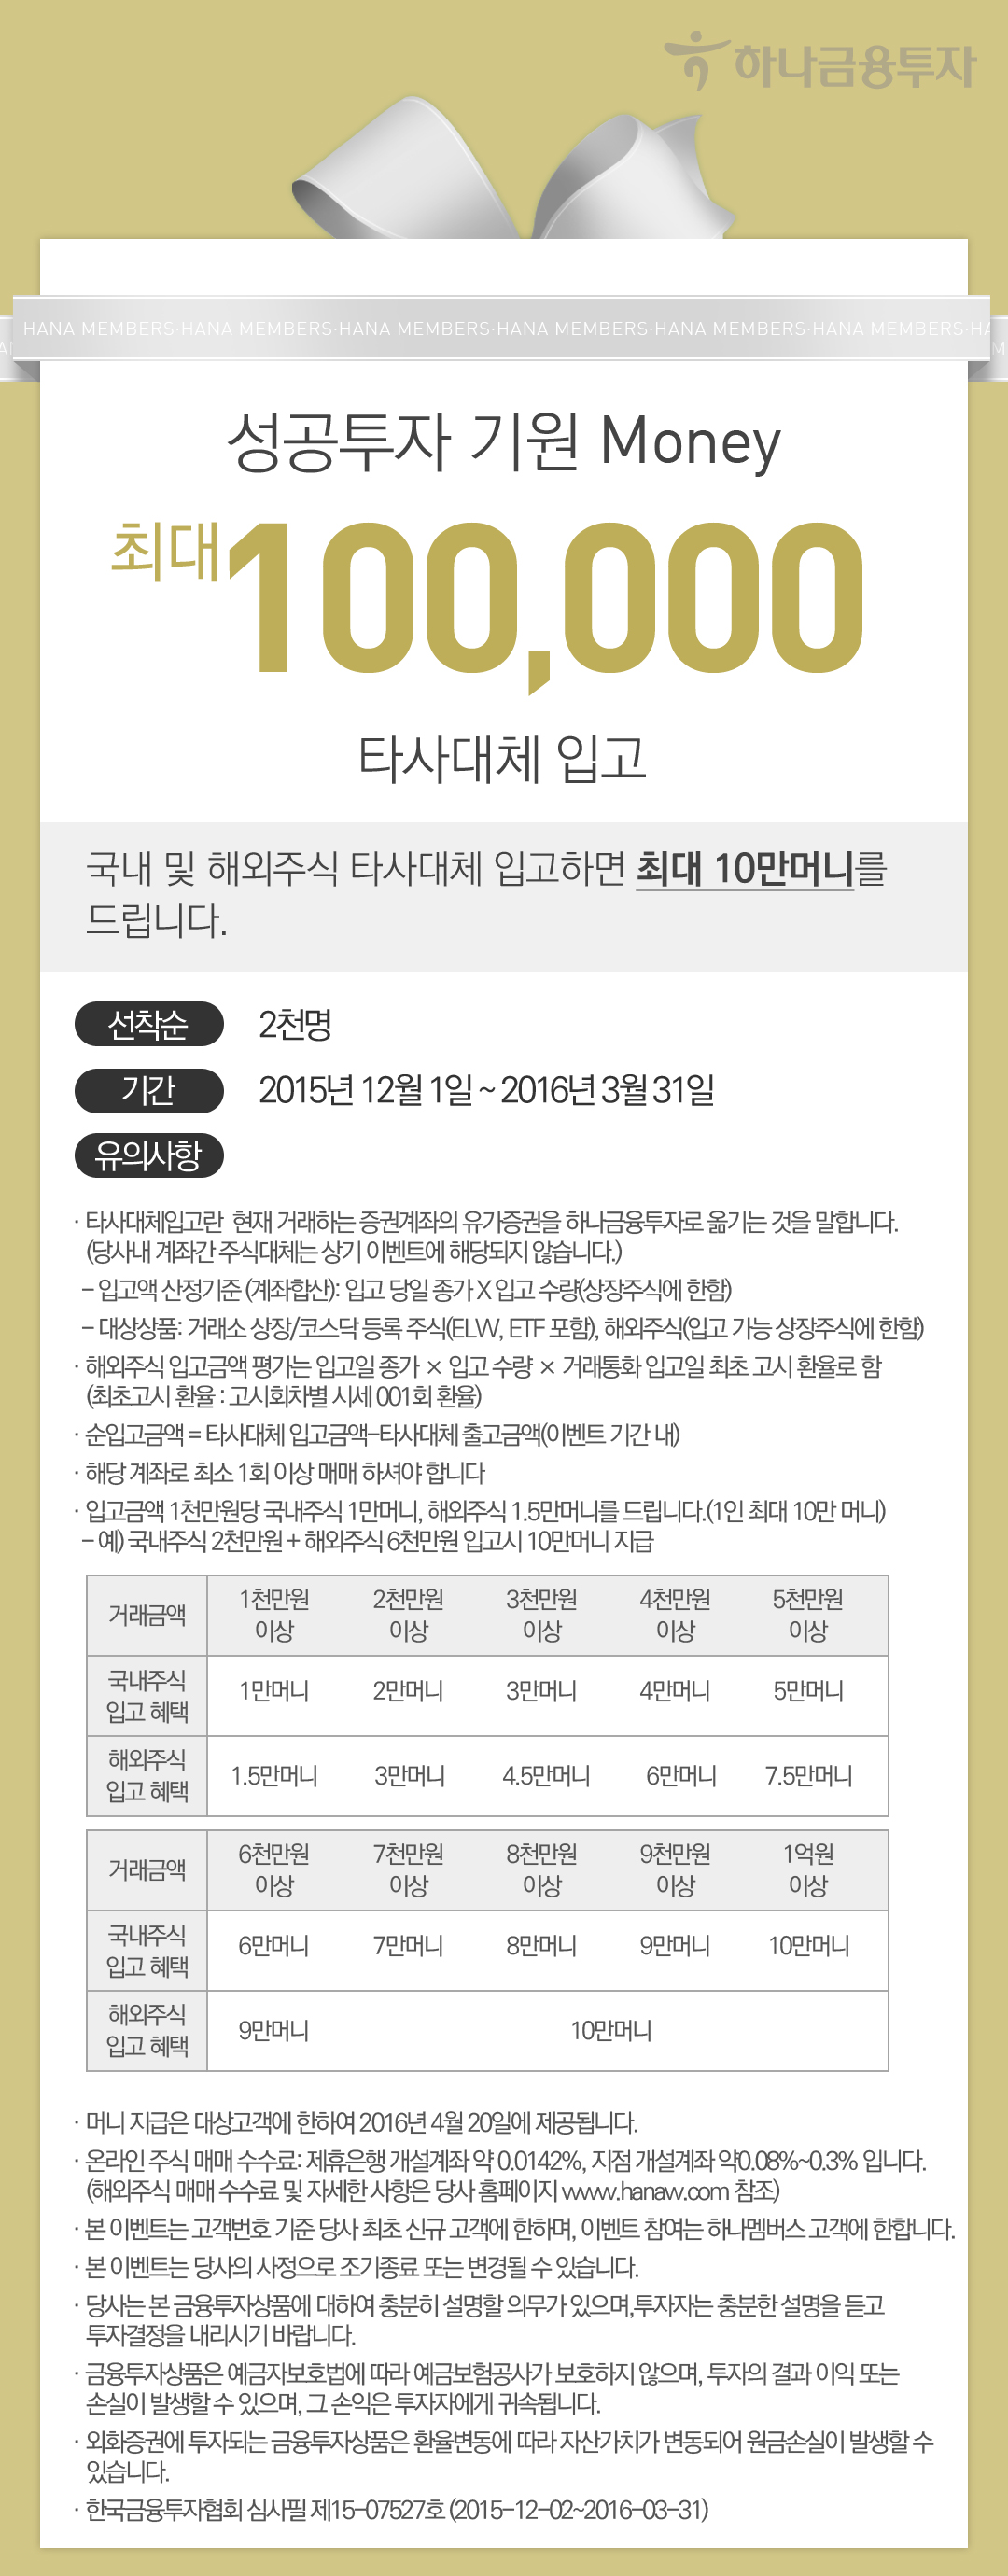 하나금융투자
HANA MEMBERS·HANA MEMBERS·HANA MEMBERS·HANA MEMBERS·HANA MEMBERS·HANA MEMBERS·HA
성공투자 기원 Money
최대 100,000
타사대체 입고
국내 및 해외주식 타사대체 입고하면 최대 10만머니를
드립니다.
선착순 2천명
기간 2015년 12월 1일 ~ 2016년 3월 31일
유의사항
· 타사대체입고란 현재 거래하는 증권계좌의 유가증권을 하나금융투자로 옮기는 것을 말합니다.
(당사내 계좌간 주식대체는 상기 이벤트에 해당되지 않습니다.)
- 입고액 산정기준 (계좌합산): 입고 당일 종가 X 입고 수량(상장주식에 한함)
- 대상상품: 거래소 상장/코스닥 등록 주식(ELW, ETF 포함), 해외주식(입고 가능 상장주식에 한함)
· 해외주식 입고금액 평가는 입고일 종가 × 입고 수량 × 거래통화 입고일 최초 고시 환율로 함
(최초고시 환율 : 고시회차별 시세 001회 환율)
· 순입고금액 = 타사대체 입고금액-타사대체 출고금액(이벤트 기간 내)
· 해당 계좌로 최소 1회 이상 매매 하셔야 합니다
· 입고금액 1천만원당 국내주식 1만머니, 해외주식 1.5만머니를 드립니다.(1인 최대 10만 머니)
- 예) 국내주식 2천만원 + 해외주식 6천만원 입고시 10만머니 지급
거래금액 1천만원 이상 2천만원 이상 3천만원 이상 4천만원 이상 5천만원 이상
국내주식 입고 혜택 1만머니 2만머니 3만머니 4만머니 5만머니
해외주식 입고 혜택 1.5만머니 3만머니 4.5만머니 6만머니 7.5만머니
거래금액 6천만원 이상 7천만원 이상 8천만원 이상 9천만원 이상 1억원 이상
국내주식 입고 혜택 6만머니 7만머니 8만머니 9만머니 10만머니
해외주식 입고 혜택 9만머니 10만머니
· 머니 지급은 대상고객에 한하여 2016년 4월 20일에 제공됩니다.
· 온라인 주식 매매 수수료: 제휴은행 개설계좌 약 0.0142%, 지점 개설계좌 약0.08%~0.3% 입니다.
(해외주식 매매 수수료 및 자세한 사항은 당사 홈페이지 www.hanaw.com 참조)
· 본 이벤트는 고객번호 기준 당사 최초 신규 고객에 한하며, 이벤트 참여는 하나멤버스 고객에 한합니다.
· 본 이벤트는 당사의 사정으로 조기종료 또는 변경될 수 있습니다.
· 당사는 본 금융투자상품에 대하여 충분히 설명할 의무가 있으며,투자자는 충분한 설명을 듣고
투자결정을 내리시기 바랍니다.
· 금융투자상품은 예금자보호법에 따라 예금보험공사가 보호하지 않으며, 투자의 결과 이익 또는
손실이 발생할 수 있으며, 그 손익은 투자자에게 귀속됩니다.
· 외화증권에 투자되는 금융투자상품은 환율변동에 따라 자산가치가 변동되어 원금손실이 발생할 수
있습니다.
· 한국금융투자협회 심사필 제15-07527호 (2015-12-02~2016-03-31)